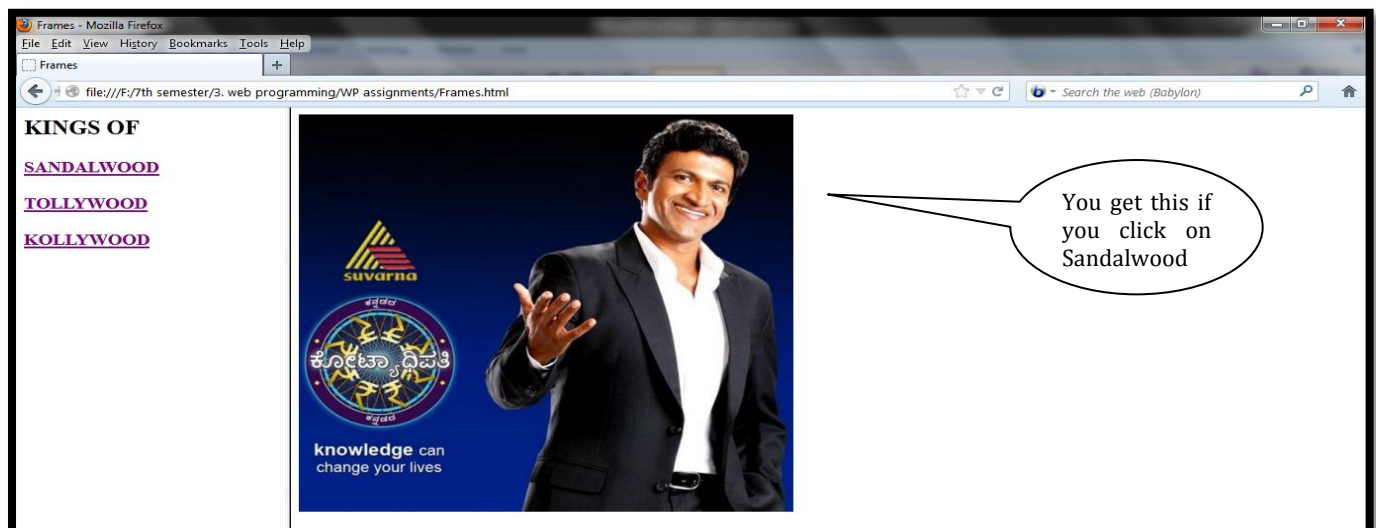 Frames - Mozilla Firefox
File Edit View History Bookmarks Tools Help
Frames
file:///F:/7th semester/3. web programming/WP assignments/Frames.html
Search the web (Babylon)
KINGS OF
SANDALWOOD
TOLLYWOOD
KOLLYWOOD
suvarna
ಕನ್ನಡದ
ಕೋಟ್ಯಾಧಿಪತಿ
ಕನ್ನಡದ
knowledge can
change your lives
You get this if
you click on
Sandalwood